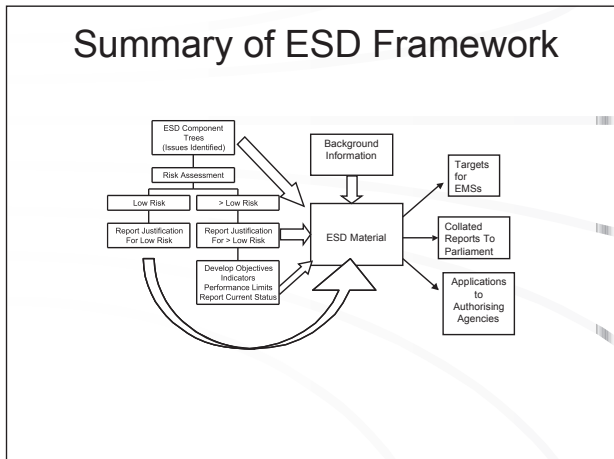 Summary of ESD Framework
ESD Component
Trees
(Issues Identified)
Risk Assessment
Low Risk
> Low Risk
Report Justification
For Low Risk
Report Justification
For > Low Risk
Develop Objectives
Indicators
Performance Limits
Report Current Status
Background
Information
ESD Material
Targets
for
EMSs
Collated
Reports To
Parliament
Applications
to
Authorising
Agencies